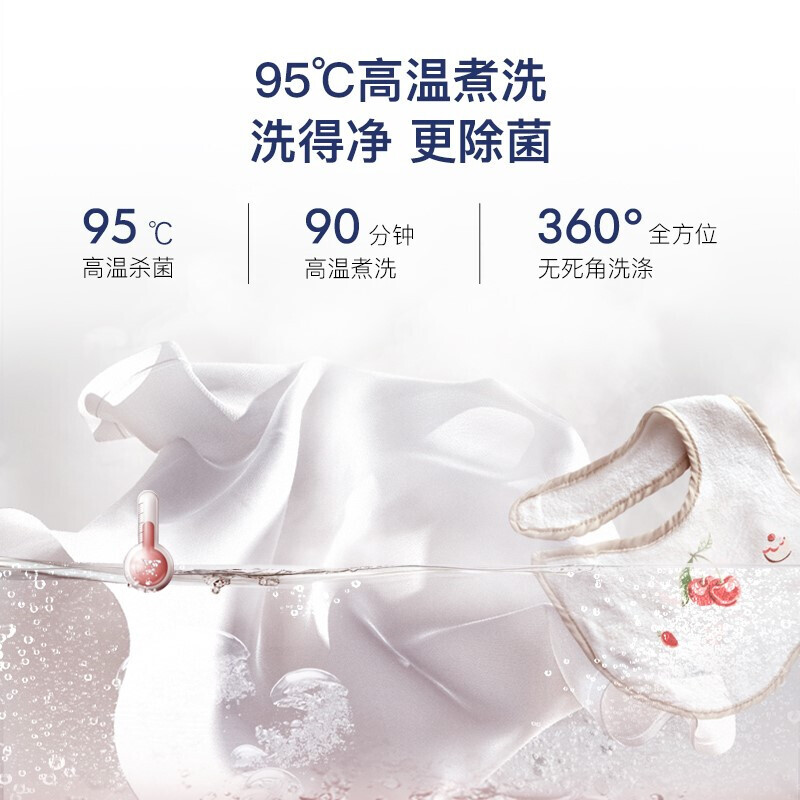 95℃高温煮洗
洗得净 更除菌
95 ℃
高温杀菌
90 分钟
高温煮洗
360° 全方位
无死角洗涤